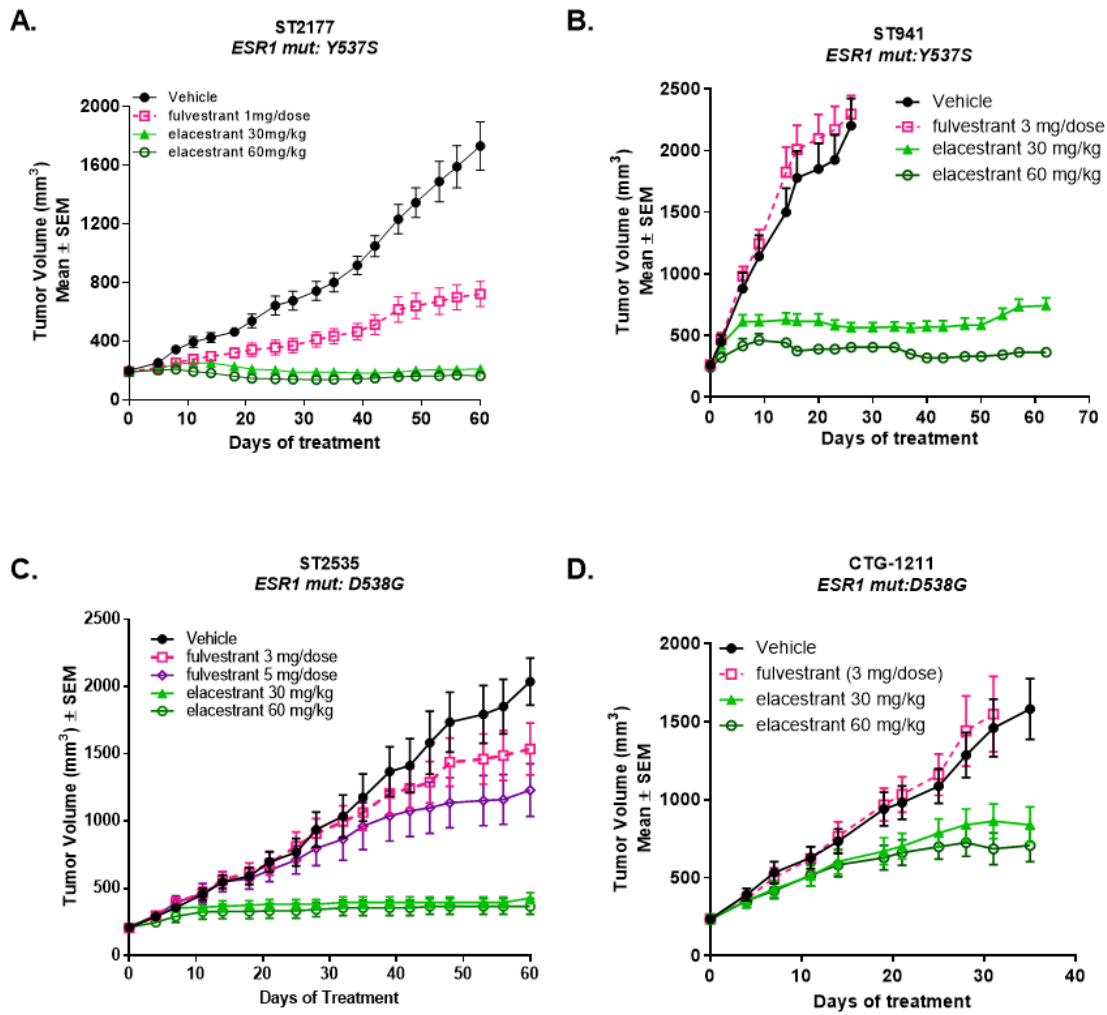 A.
ST2177
ESR1 mut: Y537S
Vehicle
fulvestrant 1mg/dose
elacestrant 30mg/kg
elacestrant 60mg/kg
Tumor Volume (mm³)
Mean ± SEM
2000
1600
1200
800
400
0
0 10 20 30 40 50 60
Days of treatment
B.
ST941
ESR1 mut:Y537S
Vehicle
fulvestrant 3 mg/dose
elacestrant 30 mg/kg
elacestrant 60 mg/kg
Tumor Volume (mm³)
Mean ± SEM
2500
2000
1500
1000
500
0
0 10 20 30 40 50 60 70
Days of treatment
C.
ST2535
ESR1 mut: D538G
Vehicle
fulvestrant 3 mg/dose
fulvestrant 5 mg/dose
elacestrant 30 mg/kg
elacestrant 60 mg/kg
Tumor Volume (mm³) ± SEM
2500
2000
1500
1000
500
0
0 10 20 30 40 50 60
Days of Treatment
D.
CTG-1211
ESR1 mut:D538G
Vehicle
fulvestrant (3 mg/dose)
elacestrant 30 mg/kg
elacestrant 60 mg/kg
Tumor Volume (mm³)
Mean ± SEM
2000
1500
1000
500
0
0 10 20 30 40
Days of treatment